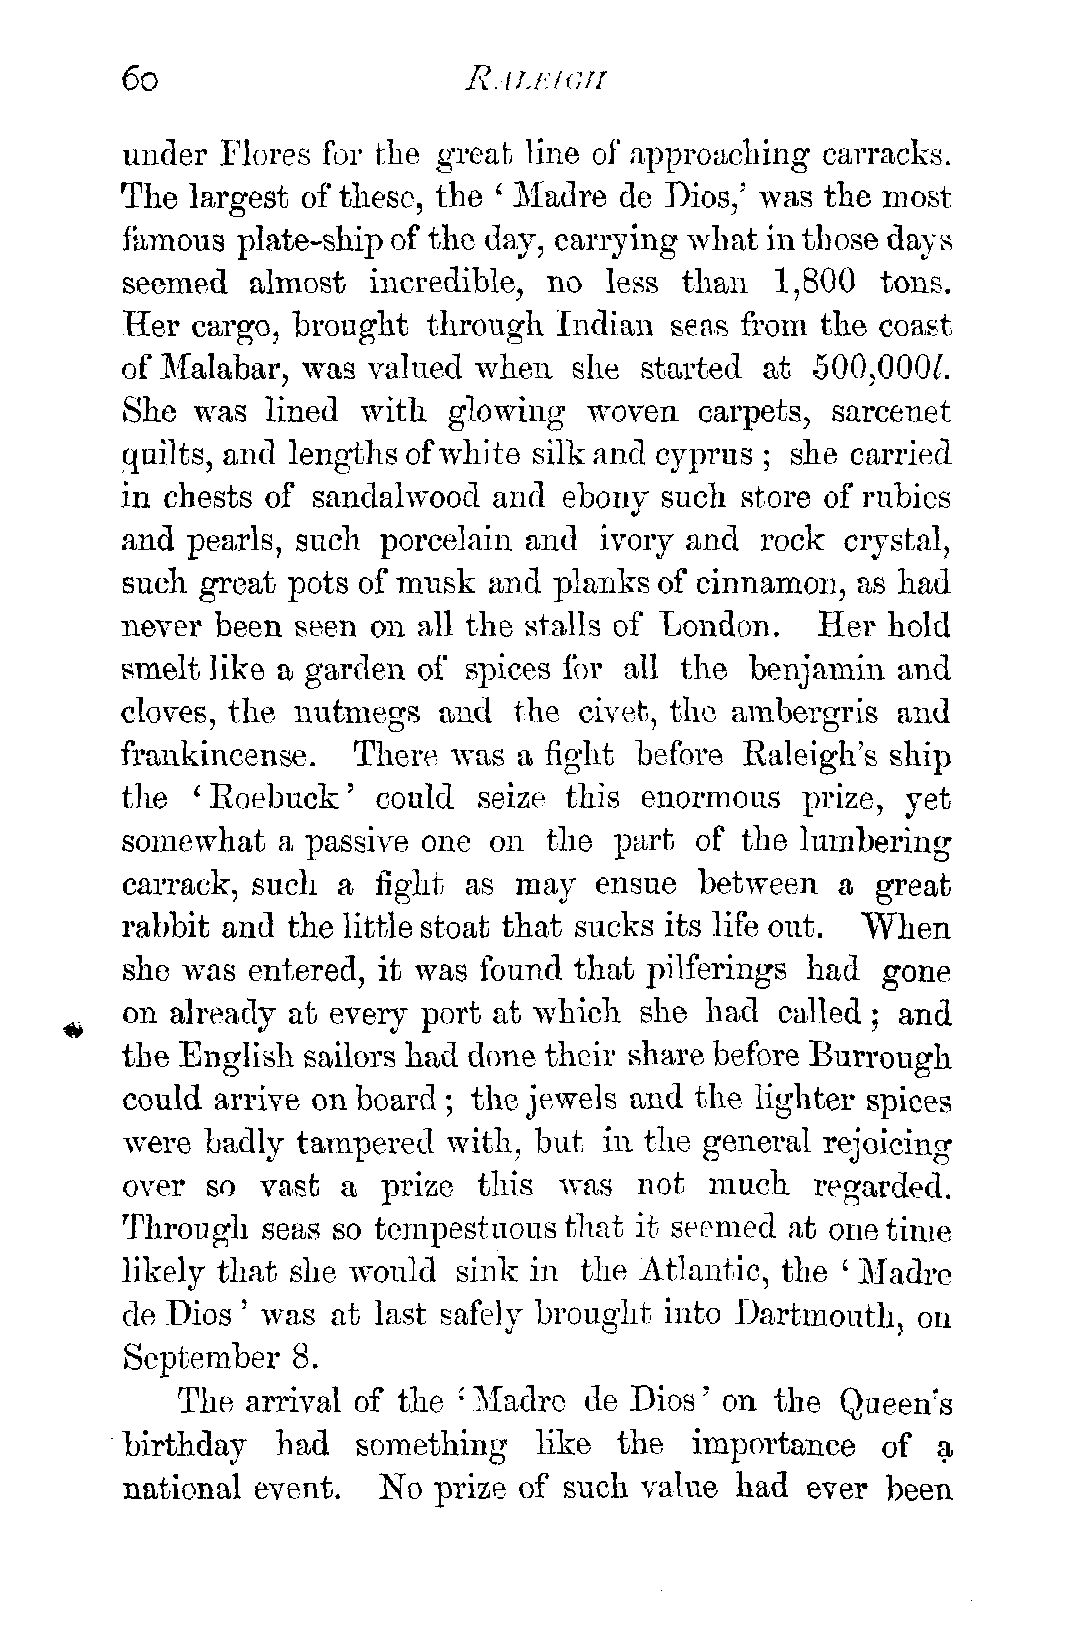 60 RALEIGH
under Flores for the great line of approaching carracks.
The largest of these, the ‘ Madre de Dios,’ was the most
famous plate-ship of the day, carrying what in those days
seemed almost incredible, no less than 1,800 tons.
Her cargo, brought through Indian seas from the coast
of Malabar, was valued when she started at 500,000l.
She was lined with glowing woven carpets, sarcenet
quilts, and lengths of white silk and cyprus ; she carried
in chests of sandalwood and ebony such store of rubies
and pearls, such porcelain and ivory and rock crystal,
such great pots of musk and planks of cinnamon, as had
never been seen on all the stalls of London. Her hold
smelt like a garden of spices for all the benjamin and
cloves, the nutmegs and the civet, the ambergris and
frankincense. There was a fight before Raleigh's ship
the ‘ Roebuck ’ could seize this enormous prize, yet
somewhat a passive one on the part of the lumbering
carrack, such a fight as may ensue between a great
rabbit and the little stoat that sucks its life out. When
she was entered, it was found that pilferings had gone
on already at every port at which she had called ; and
the English sailors had done their share before Burrough
could arrive on board ; the jewels and the lighter spices
were badly tampered with, but in the general rejoicing
over so vast a prize this was not much regarded.
Through seas so tempestuous that it seemed at one time
likely that she would sink in the Atlantic, the ‘ Madre
de Dios ’ was at last safely brought into Dartmouth, on
September 8.
The arrival of the ‘ Madre de Dios ’ on the Queen's
birthday had something like the importance of a
national event. No prize of such value had ever been